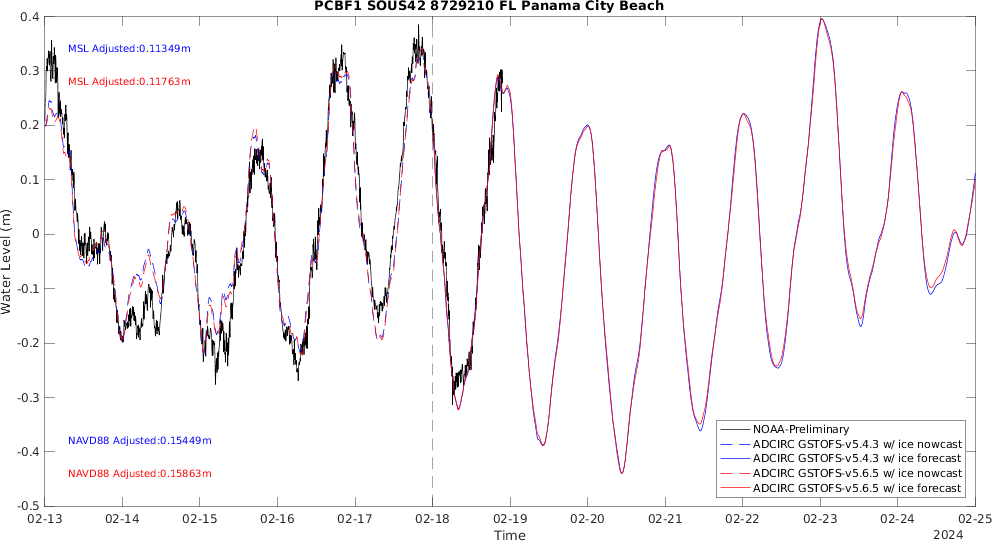 PCBF1 SOUS42 8729210 FL Panama City Beach
0.4
0.3
0.2
0.1
0
-0.1
-0.2
-0.3
-0.4
-0.5
Water Level (m)
MSL Adjusted:0.11349m
MSL Adjusted:0.11763m
NAVD88 Adjusted:0.15449m
NAVD88 Adjusted:0.15863m
NOAA-Preliminary
ADCIRC GSTOFS-v5.4.3 w/ ice nowcast
ADCIRC GSTOFS-v5.4.3 w/ ice forecast
ADCIRC GSTOFS-v5.6.5 w/ ice nowcast
ADCIRC GSTOFS-v5.6.5 w/ ice forecast
02-13 02-14 02-15 02-16 02-17 02-18 02-19 02-20 02-21 02-22 02-23 02-24 02-25
Time
2024